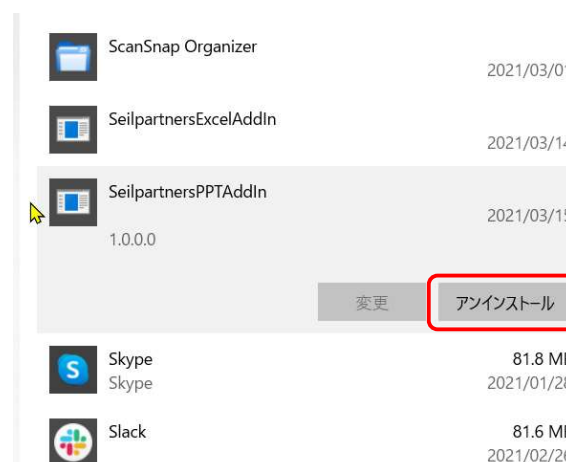 ScanSnap Organizer
2021/03/01
SeilpartnersExcelAddIn
2021/03/14
SeilpartnersPPTAddIn
2021/03/15
1.0.0.0
変更 アンインストール
Skype 81.8 M
Skype 2021/01/28
Slack 81.6 M
2021/02/26